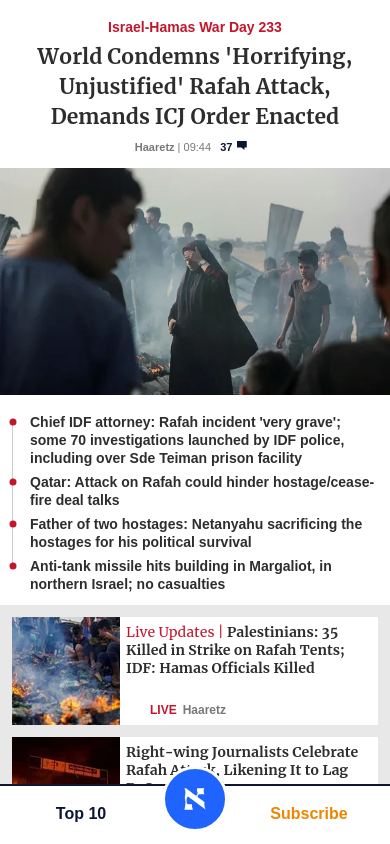 Israel-Hamas War Day 233
World Condemns 'Horrifying,
Unjustified' Rafah Attack,
Demands ICJ Order Enacted
Haaretz | 09:44 37
Chief IDF attorney: Rafah incident 'very grave';
some 70 investigations launched by IDF police,
including over Sde Teiman prison facility
Qatar: Attack on Rafah could hinder hostage/cease-
fire deal talks
Father of two hostages: Netanyahu sacrificing the
hostages for his political survival
Anti-tank missile hits building in Margaliot, in
northern Israel; no casualties
Live Updates | Palestinians: 35
Killed in Strike on Rafah Tents;
IDF: Hamas Officials Killed
LIVE Haaretz
Right-wing Journalists Celebrate
Rafah Likening It to Lag
Top 10
Subscribe